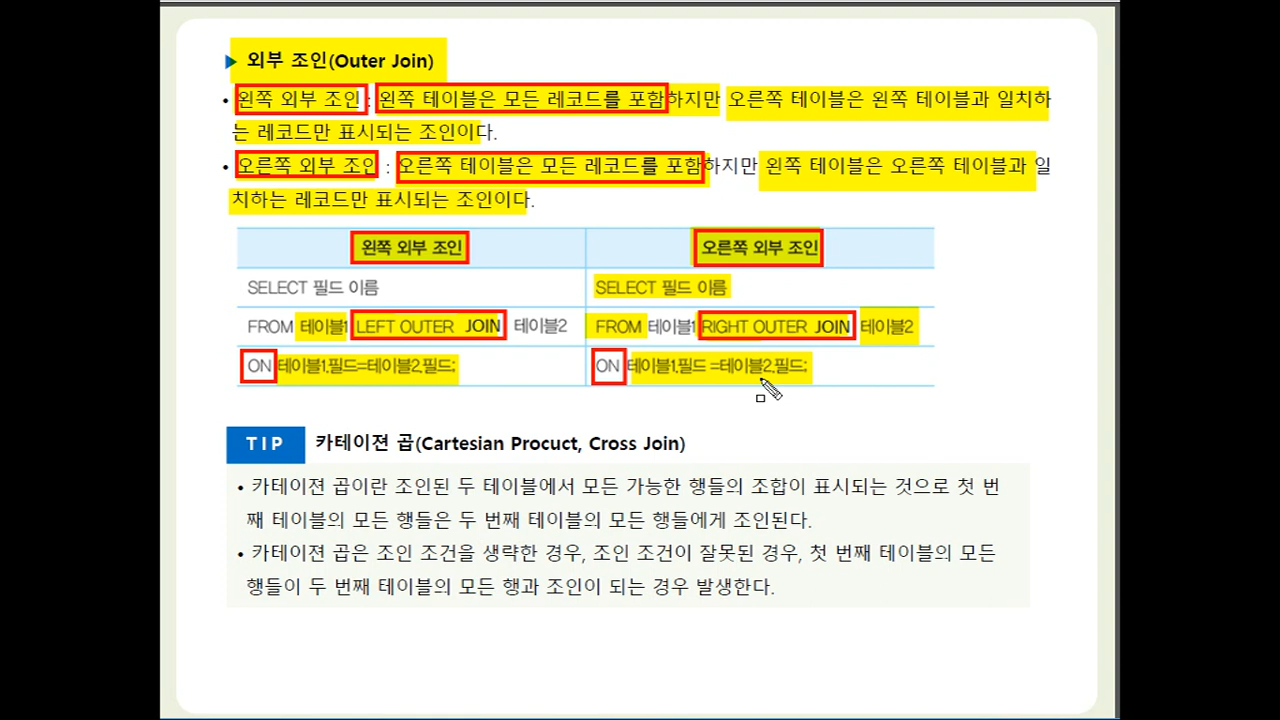 ▶ 외부 조인(Outer Join)
• 왼쪽 외부 조인 : 왼쪽 테이블은 모든 레코드를 포함하지만 오른쪽 테이블은 왼쪽 테이블과 일치하
는 레코드만 표시되는 조인이다.
• 오른쪽 외부 조인 : 오른쪽 테이블은 모든 레코드를 포함하지만 왼쪽 테이블은 오른쪽 테이블과 일
치하는 레코드만 표시되는 조인이다.
왼쪽 외부 조인 오른쪽 외부 조인
SELECT 필드 이름 SELECT 필드 이름
FROM 테이블1 LEFT OUTER JOIN 테이블2 FROM 테이블1 RIGHT OUTER JOIN 테이블2
ON 테이블1.필드=테이블2.필드; ON 테이블1.필드 =테이블2.필드;
TIP 카테이젼 곱(Cartesian Procuct, Cross Join)
• 카테이젼 곱이란 조인된 두 테이블에서 모든 가능한 행들의 조합이 표시되는 것으로 첫 번
째 테이블의 모든 행들은 두 번째 테이블의 모든 행들에게 조인된다.
• 카테이젼 곱은 조인 조건을 생략한 경우, 조인 조건이 잘못된 경우, 첫 번째 테이블의 모든
행들이 두 번째 테이블의 모든 행과 조인이 되는 경우 발생한다.